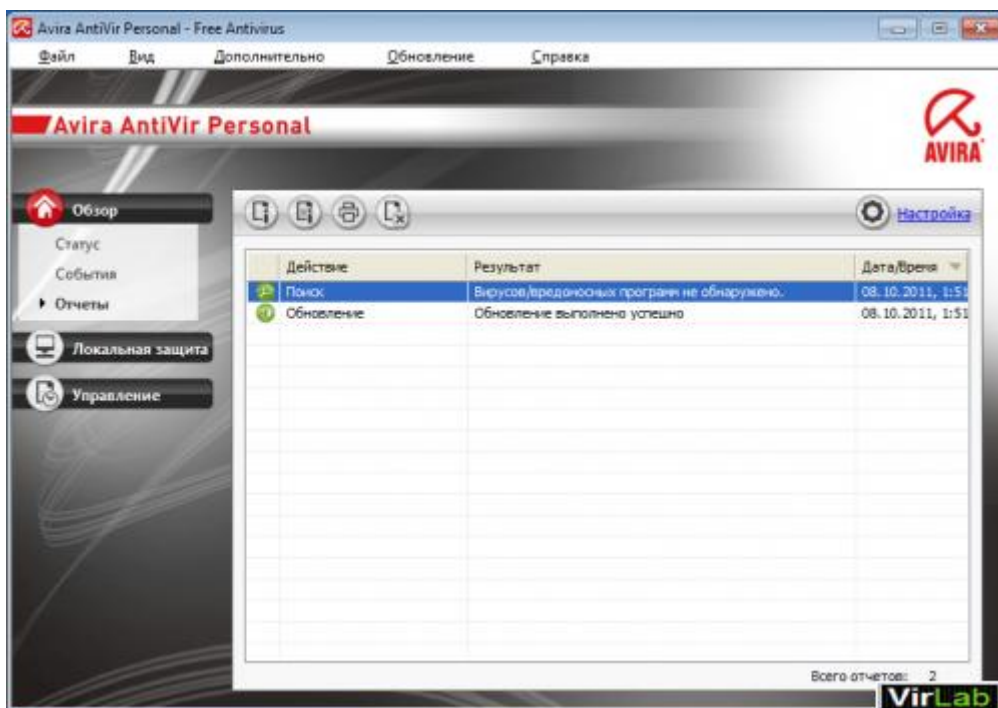 Avira AntiVir Personal - Free Antivirus
Файл Вид Дополнительно Обновление Справка
Avira AntiVir Personal
AVIRA
Обзор
Статус
События
Отчеты
Локальная защита
Управление
Настройка
Действие Результат Дата/Время
Поиск Вирусов/вредоносных программ не обнаружено. 08.10.2011, 1:51
Обновление Обновление выполнено успешно 08.10.2011, 1:51
Всего отчетов: 2
VirLab